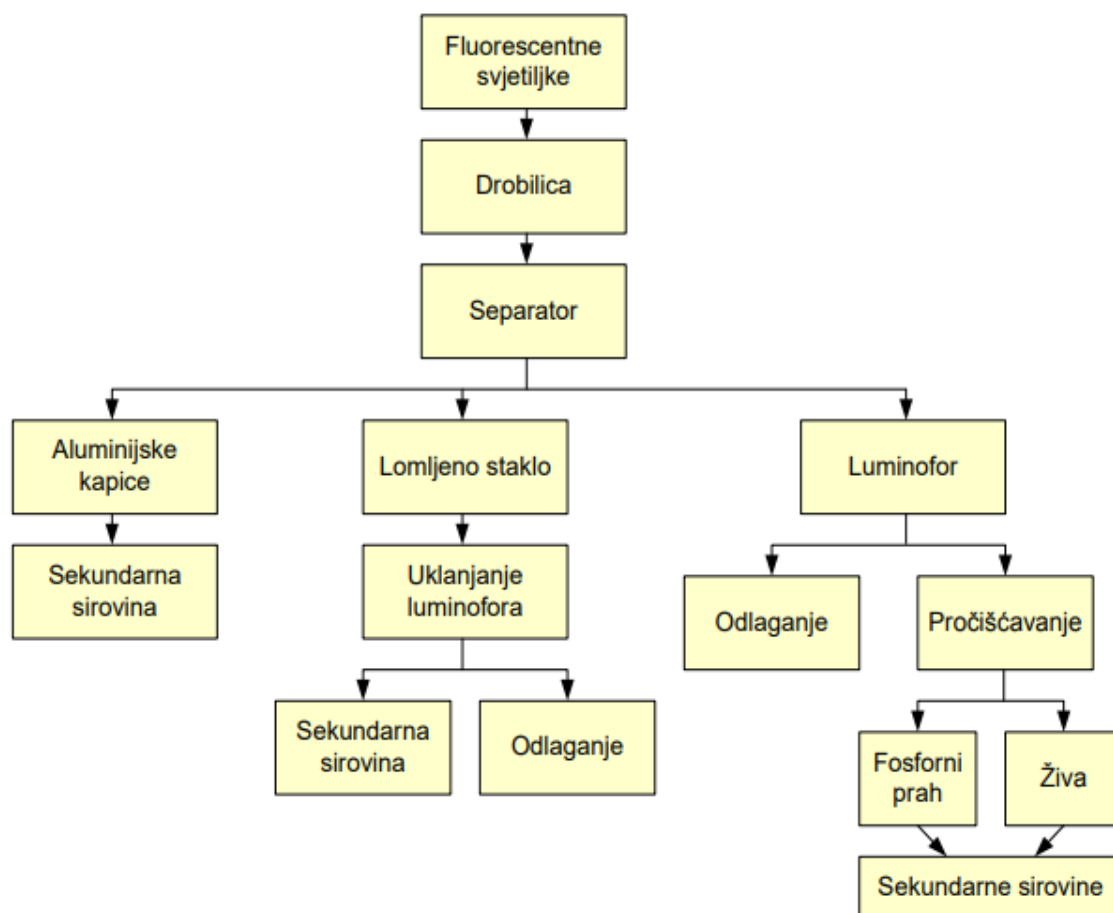 Fluorescentne
svjetiljke
Drobilica
Separator
Aluminijske
kapice
Lomljeno staklo
Luminofor
Sekundarna
sirovina
Uklanjanje
luminofora
Odlaganje
Pročišćavanje
Sekundarna
sirovina
Odlaganje
Fosforni
prah
Živa
Sekundarne sirovine